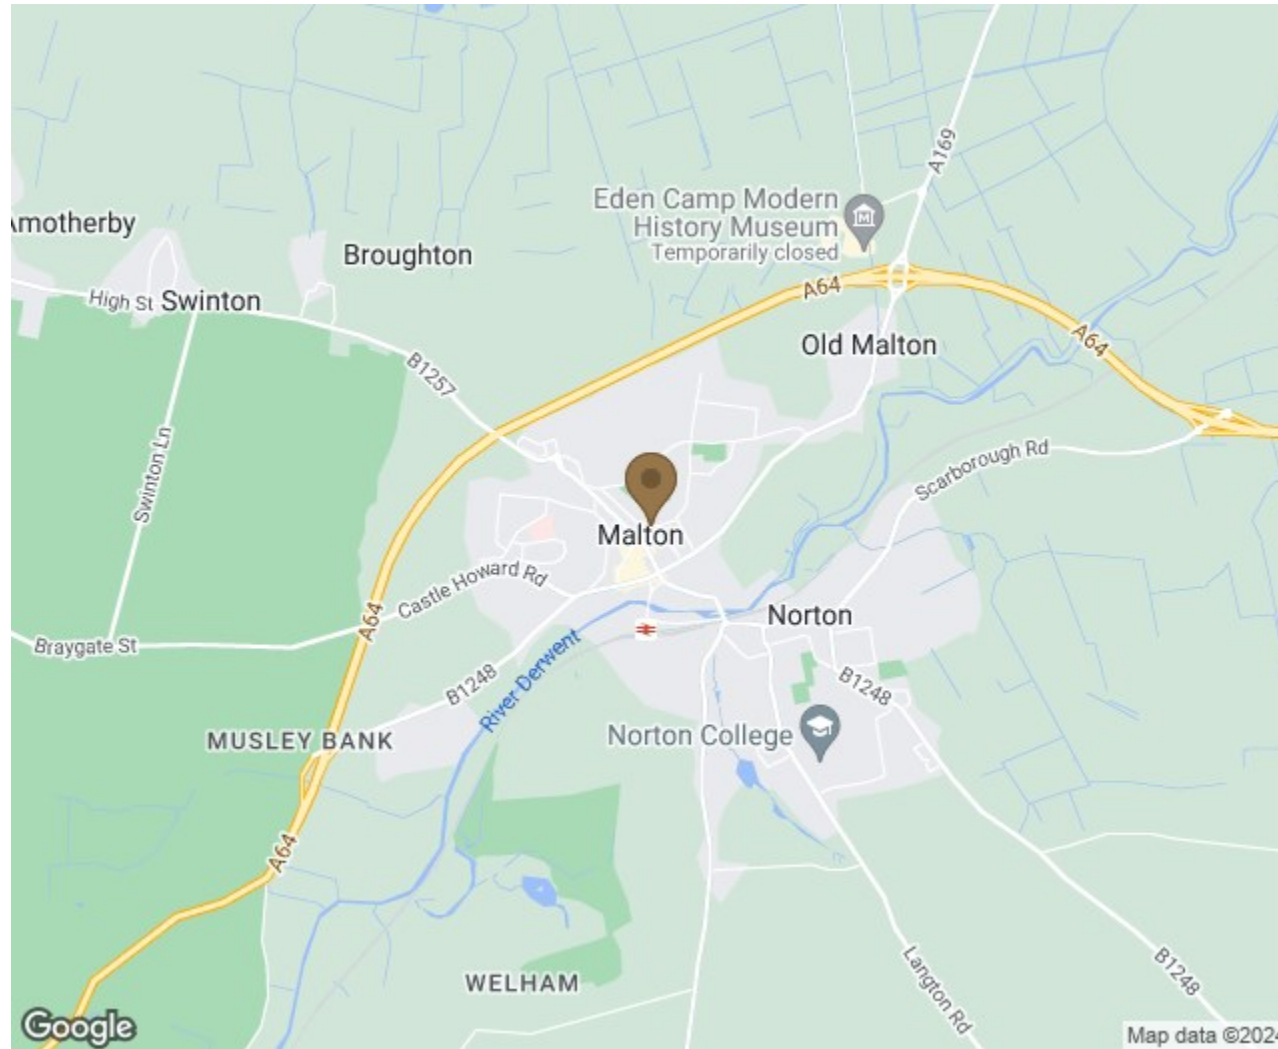 A169
Eden Camp Modern
History Museum
Temporarily closed
Amotherby
Broughton
High St
Swinton
A64
Old Malton
A64
B1257
Swinton Ln
Scarborough Rd
Malton
Castle Howard Rd
A64
Norton
Braygate St
River Derwent
B1248
B1248
MUSLEY BANK
Norton College
A64
WELHAM
Langton Rd
B1248
Google
Map data ©2024